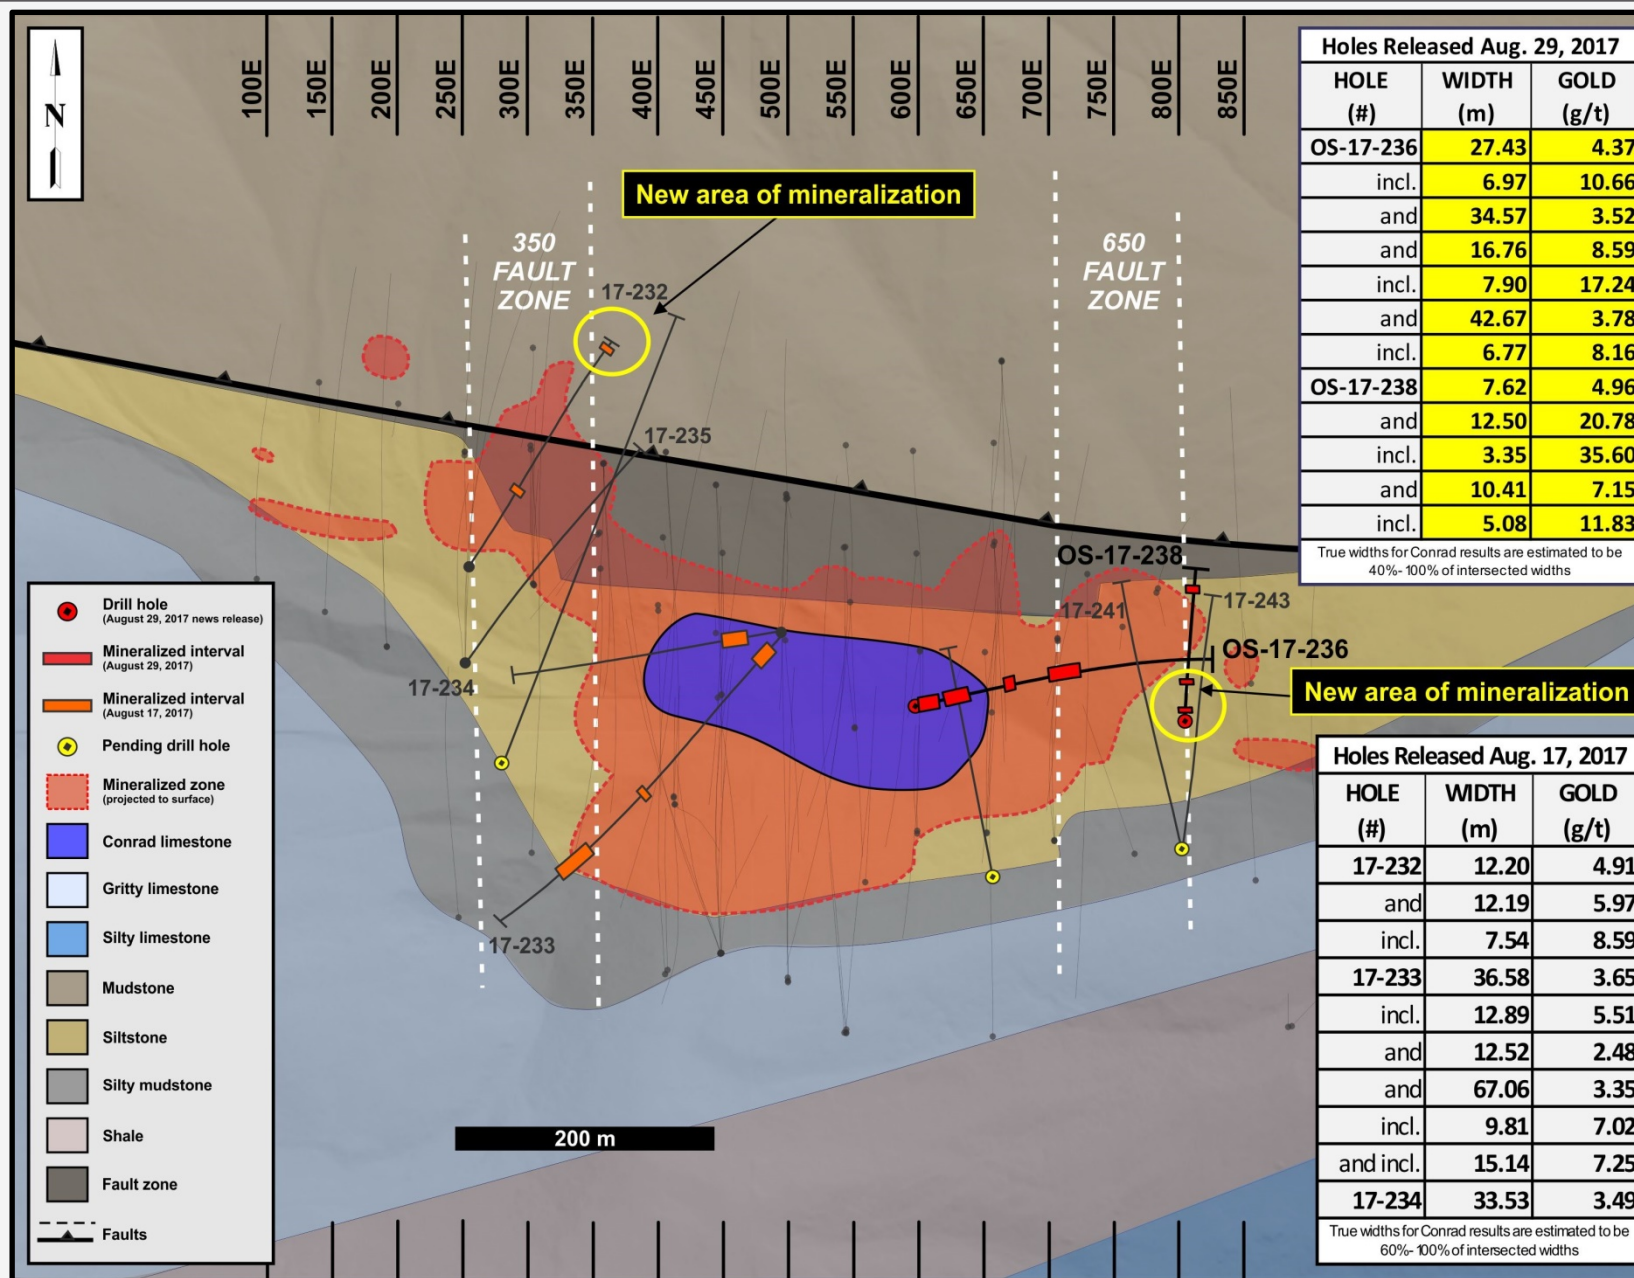 N
100E
150E
200E
250E
300E
350E
400E
450E
500E
550E
600E
650E
700E
750E
800E
850E
New area of mineralization
350
FAULT
ZONE
650
FAULT
ZONE
17-232
17-235
17-234
17-233
OS-17-238
17-241
17-243
OS-17-236
New area of mineralization
Holes Released Aug. 29, 2017
HOLE WIDTH GOLD
(#) (m) (g/t)
OS-17-236 27.43 4.37
incl. 6.97 10.66
and 34.57 3.52
and 16.76 8.59
incl. 7.90 17.24
and 42.67 3.78
incl. 6.77 8.16
OS-17-238 7.62 4.96
and 12.50 20.78
incl. 3.35 35.60
and 10.41 7.15
incl. 5.08 11.83
True widths for Conrad results are estimated to be
40%-100% of intersected widths
Holes Released Aug. 17, 2017
HOLE WIDTH GOLD
(#) (m) (g/t)
17-232 12.20 4.91
and 12.19 5.97
incl. 7.54 8.59
17-233 36.58 3.65
incl. 12.89 5.51
and 12.52 2.48
and 67.06 3.35
incl. 9.81 7.02
and incl. 15.14 7.25
17-234 33.53 3.49
True widths for Conrad results are estimated to be
60%-100% of intersected widths
Drill hole
(August 29, 2017 news release)
Mineralized interval
(August 29, 2017)
Mineralized interval
(August 17, 2017)
Pending drill hole
Mineralized zone
(projected to surface)
Conrad limestone
Gritty limestone
Silty limestone
Mudstone
Siltstone
Silty mudstone
Shale
Fault zone
Faults
200 m